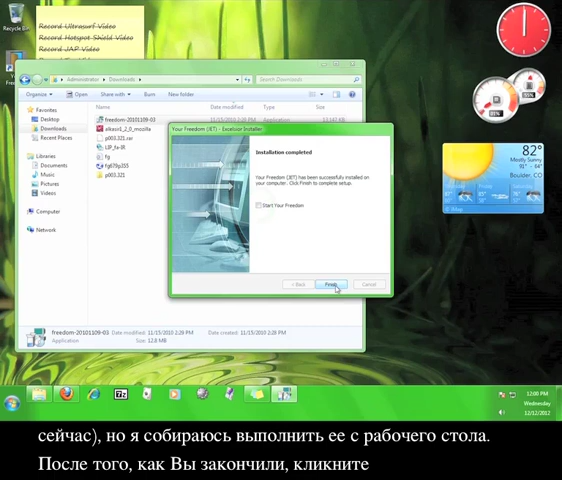 Recycle Bin
Record Ultrasurf Video
Record Hotspot Shield Video
Record JAP Video
Administrator ▸ Downloads ▸
Search Downloads
Organize
Open
Share with
Burn
New folder
Favorites
Desktop
Downloads
Recent Places
Libraries
Documents
Music
Pictures
Videos
Computer
Network
Name
Date modified
Type
Size
freedom-20101109-03
11/15/2010 2:28 PM
Application
alkasir1_2_0_mozilla
p003.321.rar
fg
fg679p355
p003.321
Your Freedom (JET) - Excelsior Installer
Installation completed
Your Freedom (JET) has been successfully installed on
your computer. Click Finish to complete setup.
Start Your Freedom
< Back
Finish
Cancel
freedom-20101109-03
Date modified: 11/15/2010 2:28 PM
Date created: 11/15/2010 2:28 PM
Application
Size: 12.8 MB
82°
Mostly Sunny
Boulder, CO
12:00 PM
Wednesday
12/12/2012
сейчас), но я собираюсь выполнить ее с рабочего стола.
После того, как Вы закончили, кликните